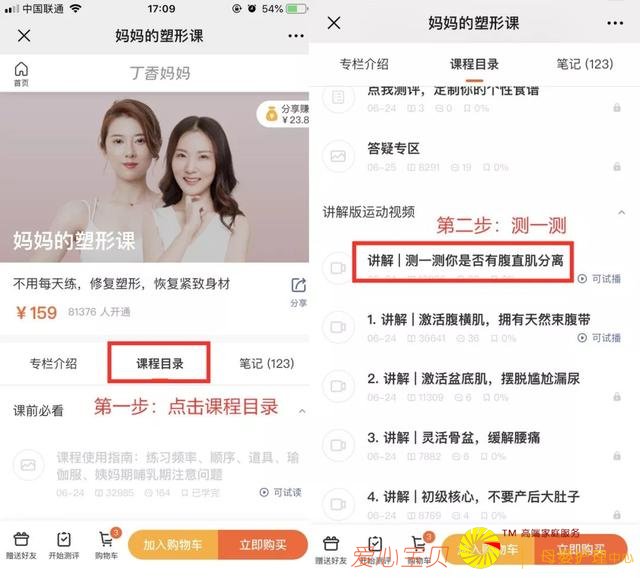 中国联通
17:09
54%
妈妈的塑形课
首页
丁香妈妈
分享赚
￥23.8
妈妈的塑形课
不用每天练，修复塑形，恢复紧致身材
￥159 81376 人开通
分享
专栏介绍
课程目录
笔记 (123)
课前必看
第一步：点击课程目录
课程使用指南：练习频率、顺序、道具、瑜
伽服、姨妈期哺乳期注意问题
06-24 32985 164 已学完
可试读
赠送好友
开始测评
购物车
3
加入购物车
立即购买
妈妈的塑形课
专栏介绍
课程目录
笔记 (123)
点我测评，定制你的个性食谱
06-24 3 0 0%
答疑专区
06-25 8291 19 0%
讲解版运动视频
第二步：测一测
讲解 | 测一测你是否有腹直肌分离
可试播
1. 讲解 | 激活腹横肌，拥有天然束腹带
06-24 36641 36 0%
可试播
2. 讲解 | 激活盆底肌，摆脱尴尬漏尿
06-24 11309 6 0%
3. 讲解 | 灵活骨盆，缓解腰痛
06-24 7882 6 0%
4. 讲解 | 初级核心，不要产后大肚子
赠送好友
开始测评
购物车
加入购物车
立即购买
爱心宝贝
TM 高端家庭服务
母婴护理中心